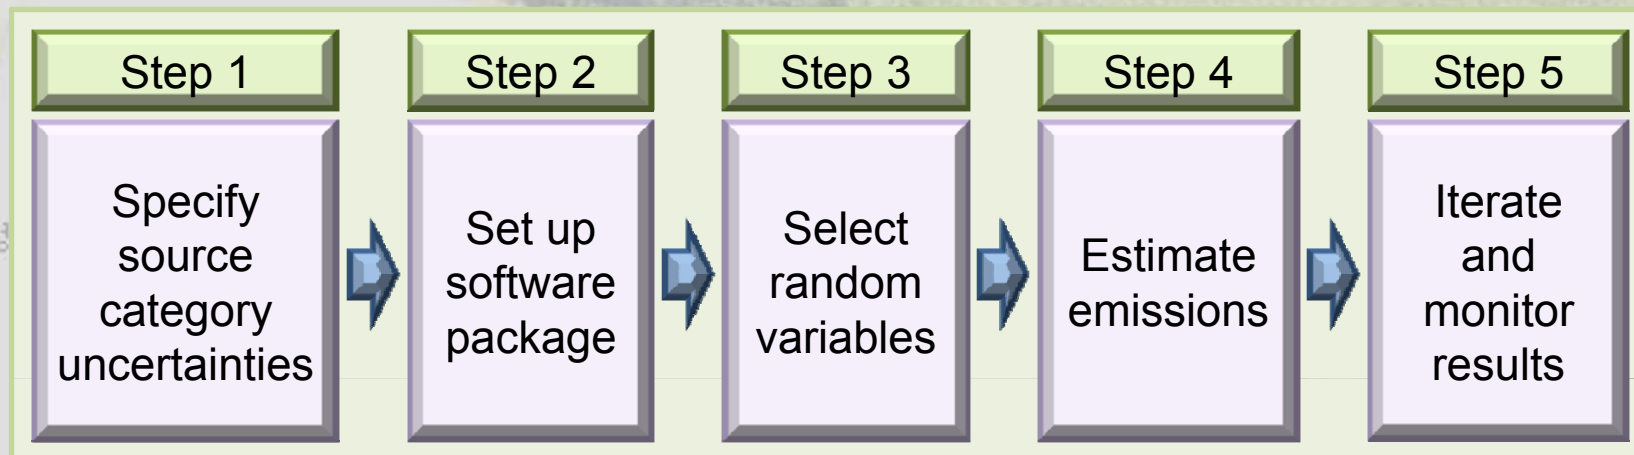 Step 1
Specify
source
category
uncertainties
Step 2
Set up
software
package
Step 3
Select
random
variables
Step 4
Estimate
emissions
Step 5
Iterate
and
monitor
results